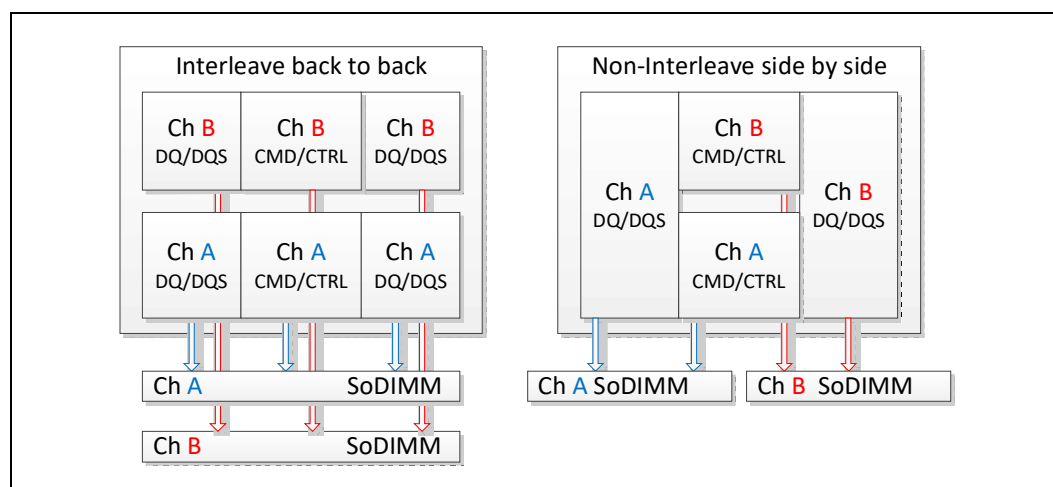 Interleave back to back
Ch B
DQ/DQS
Ch B
CMD/CTRL
Ch B
DQ/DQS
Ch A
DQ/DQS
Ch A
CMD/CTRL
Ch A
DQ/DQS
Ch A SoDIMM
Ch B SoDIMM
Non-Interleave side by side
Ch A
DQ/DQS
Ch B
CMD/CTRL
Ch A
CMD/CTRL
Ch B
DQ/DQS
Ch A SoDIMM
Ch B SoDIMM